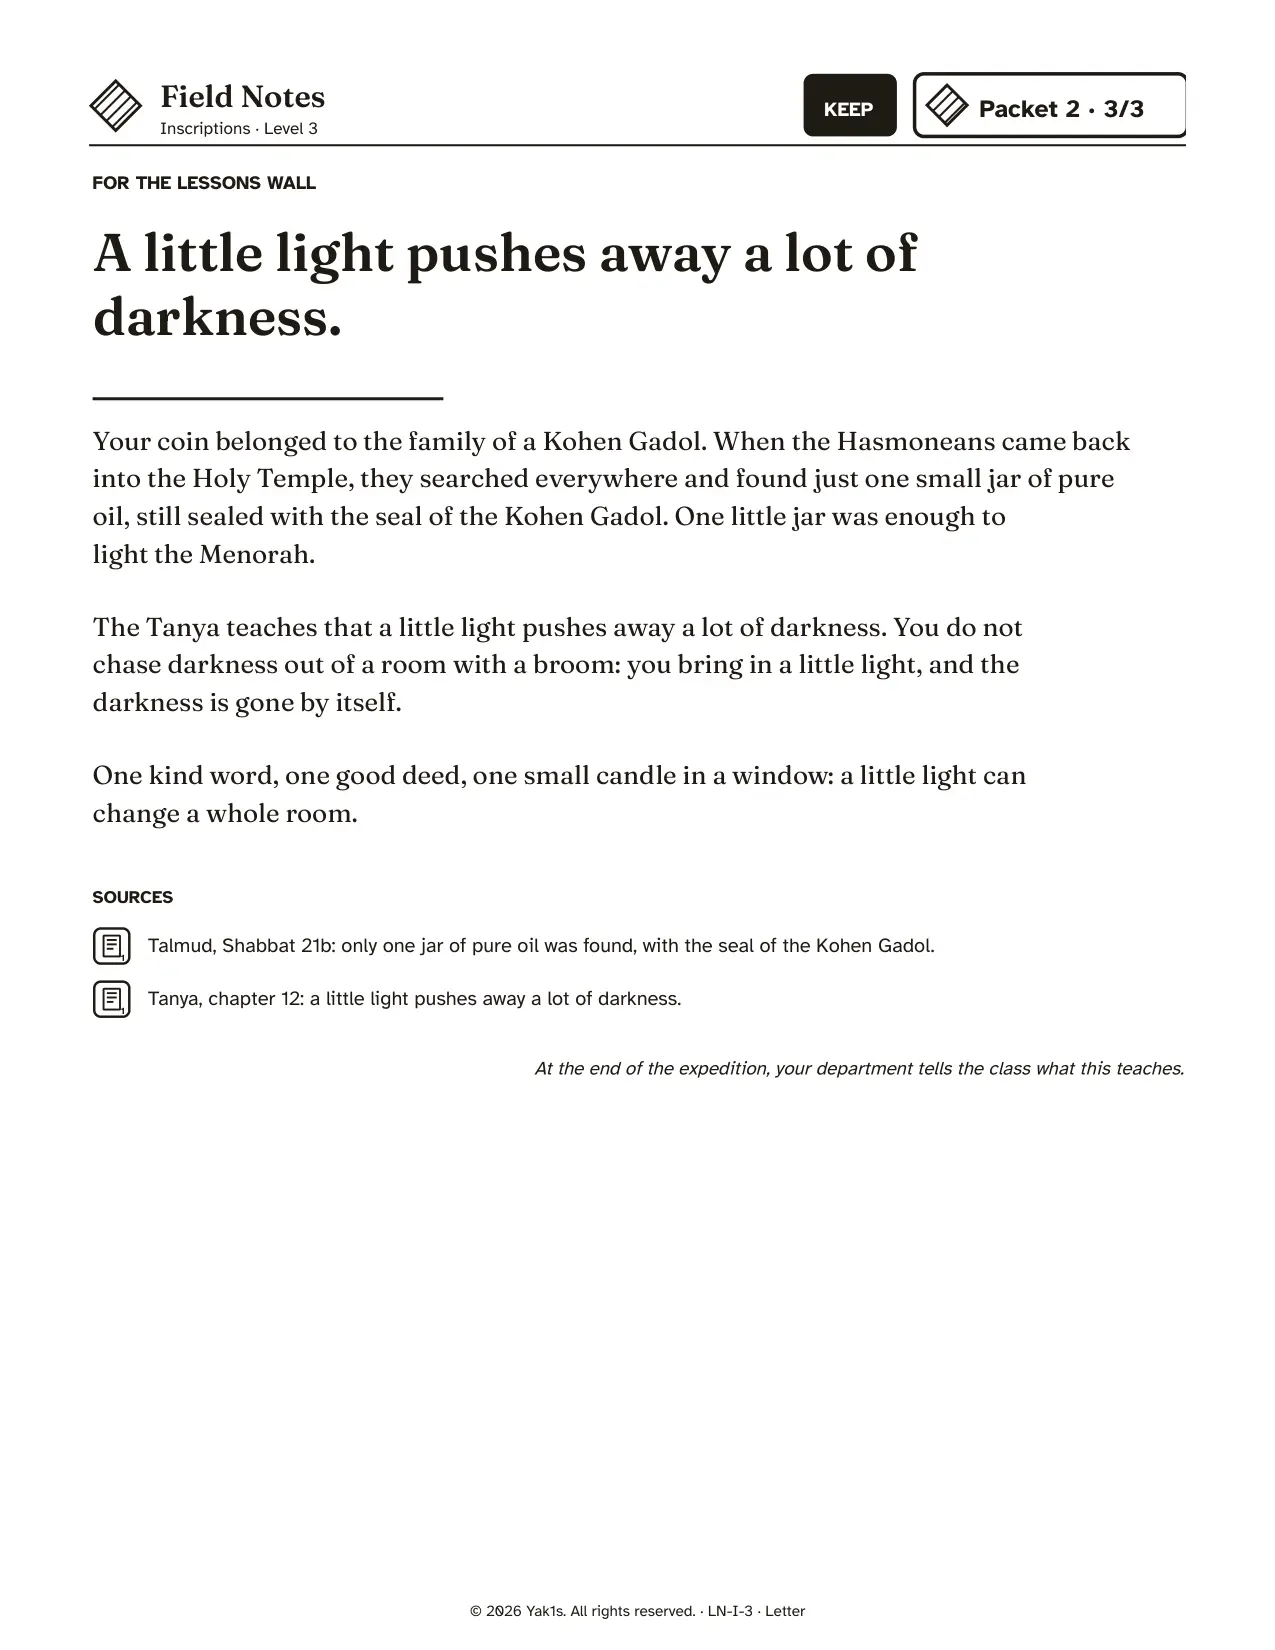 Field Notes
Inscriptions · Level 3
KEEP
Packet 2 · 3/3
FOR THE LESSONS WALL
A little light pushes away a lot of
darkness.
Your coin belonged to the family of a Kohen Gadol. When the Hasmoneans came back
into the Holy Temple, they searched everywhere and found just one small jar of pure
oil, still sealed with the seal of the Kohen Gadol. One little jar was enough to
light the Menorah.
The Tanya teaches that a little light pushes away a lot of darkness. You do not
chase darkness out of a room with a broom: you bring in a little light, and the
darkness is gone by itself.
One kind word, one good deed, one small candle in a window: a little light can
change a whole room.
SOURCES
1 Talmud, Shabbat 21b: only one jar of pure oil was found, with the seal of the Kohen Gadol.
1 Tanya, chapter 12: a little light pushes away a lot of darkness.
At the end of the expedition, your department tells the class what this teaches.
© 2026 Yak1s. All rights reserved. · LN-I-3 · Letter